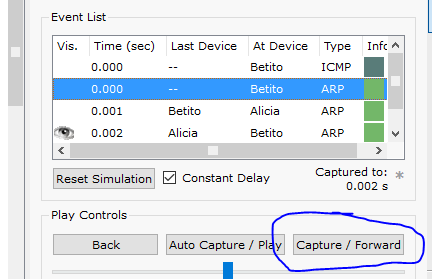 Event List
Vis. Time (sec) Last Device At Device Type Info
0.000 -- Betito ICMP
0.000 -- Betito ARP
0.001 Betito Alicia ARP
0.002 Alicia Betito ARP
Reset Simulation Constant Delay Captured to: *
0.002 s
Play Controls
Back Auto Capture / Play Capture / Forward